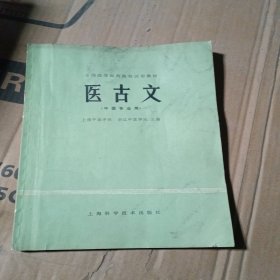 全国高等医药院校试用教材
医古文
(中医专业用)
上海中医学院 浙江中医学院 主编
上海科学技术出版社